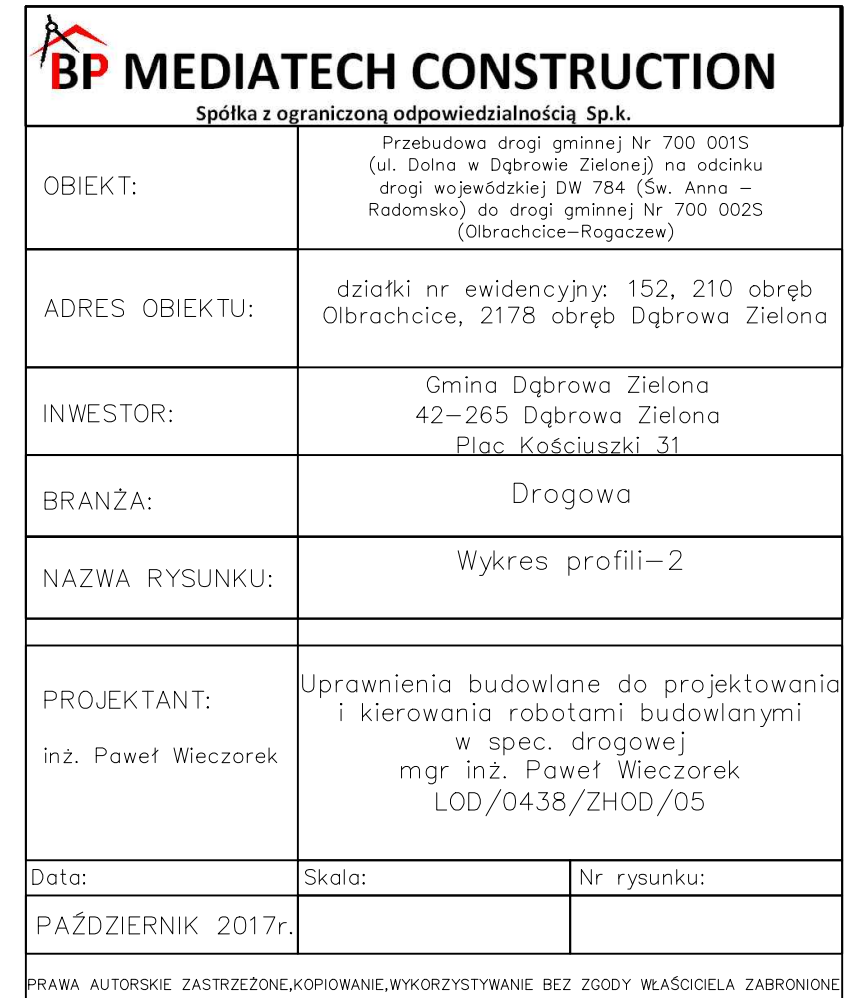 BP MEDIATECH CONSTRUCTION
Spółka z ograniczoną odpowiedzialnością Sp.k.
OBIEKT:
Przebudowa drogi gminnej Nr 700 001S
(ul. Dolna w Dąbrowie Zielonej) na odcinku
drogi wojewódzkiej DW 784 (Św. Anna –
Radomsko) do drogi gminnej Nr 700 002S
(Olbrachcice–Rogaczew)
ADRES OBIEKTU:
działki nr ewidencyjny: 152, 210 obręb
Olbrachcice, 2178 obręb Dąbrowa Zielona
INWESTOR:
Gmina Dąbrowa Zielona
42–265 Dąbrowa Zielona
Plac Kościuszki 31
BRANŻA:
Drogowa
NAZWA RYSUNKU:
Wykres profili–2
PROJEKTANT:
inż. Paweł Wieczorek
Uprawnienia budowlane do projektowania
i kierowania robotami budowlanymi
w spec. drogowej
mgr inż. Paweł Wieczorek
LOD/0438/ZHOD/05
Data:
Skala:
Nr rysunku:
PAŹDZIERNIK 2017r.
PRAWA AUTORSKIE ZASTRZEŻONE,KOPIOWANIE,WYKORZYSTYWANIE BEZ ZGODY WŁAŚCICIELA ZABRONIONE